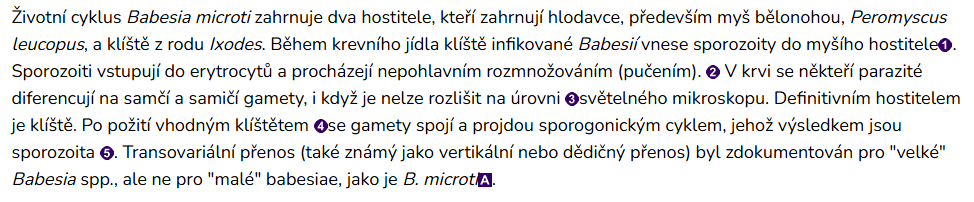 Životní cyklus Babesia microti zahrnuje dva hostitele, kteří zahrnují hlodavce, především myš bělonohou, Peromyscus
leucopus, a klíště z rodu Ixodes. Během krevního jídla klíště infikované Babesií vnese sporozoity do myšího hostitele❶.
Sporozoiti vstupují do erytrocytů a procházejí nepohlavním rozmnožováním (pučením). ❷ V krvi se někteří parazité
diferencují na samčí a samičí gamety, i když je nelze rozlišit na úrovni ❸světelného mikroskopu. Definitivním hostitelem
je klíště. Po požití vhodným klíštětem ❹se gamety spojí a projdou sporogonickým cyklem, jehož výsledkem jsou
sporozoita ❺. Transovariální přenos (také známý jako vertikální nebo dědičný přenos) byl zdokumentován pro "velké"
Babesia spp., ale ne pro "malé" babesiae, jako je B. microti🅰.